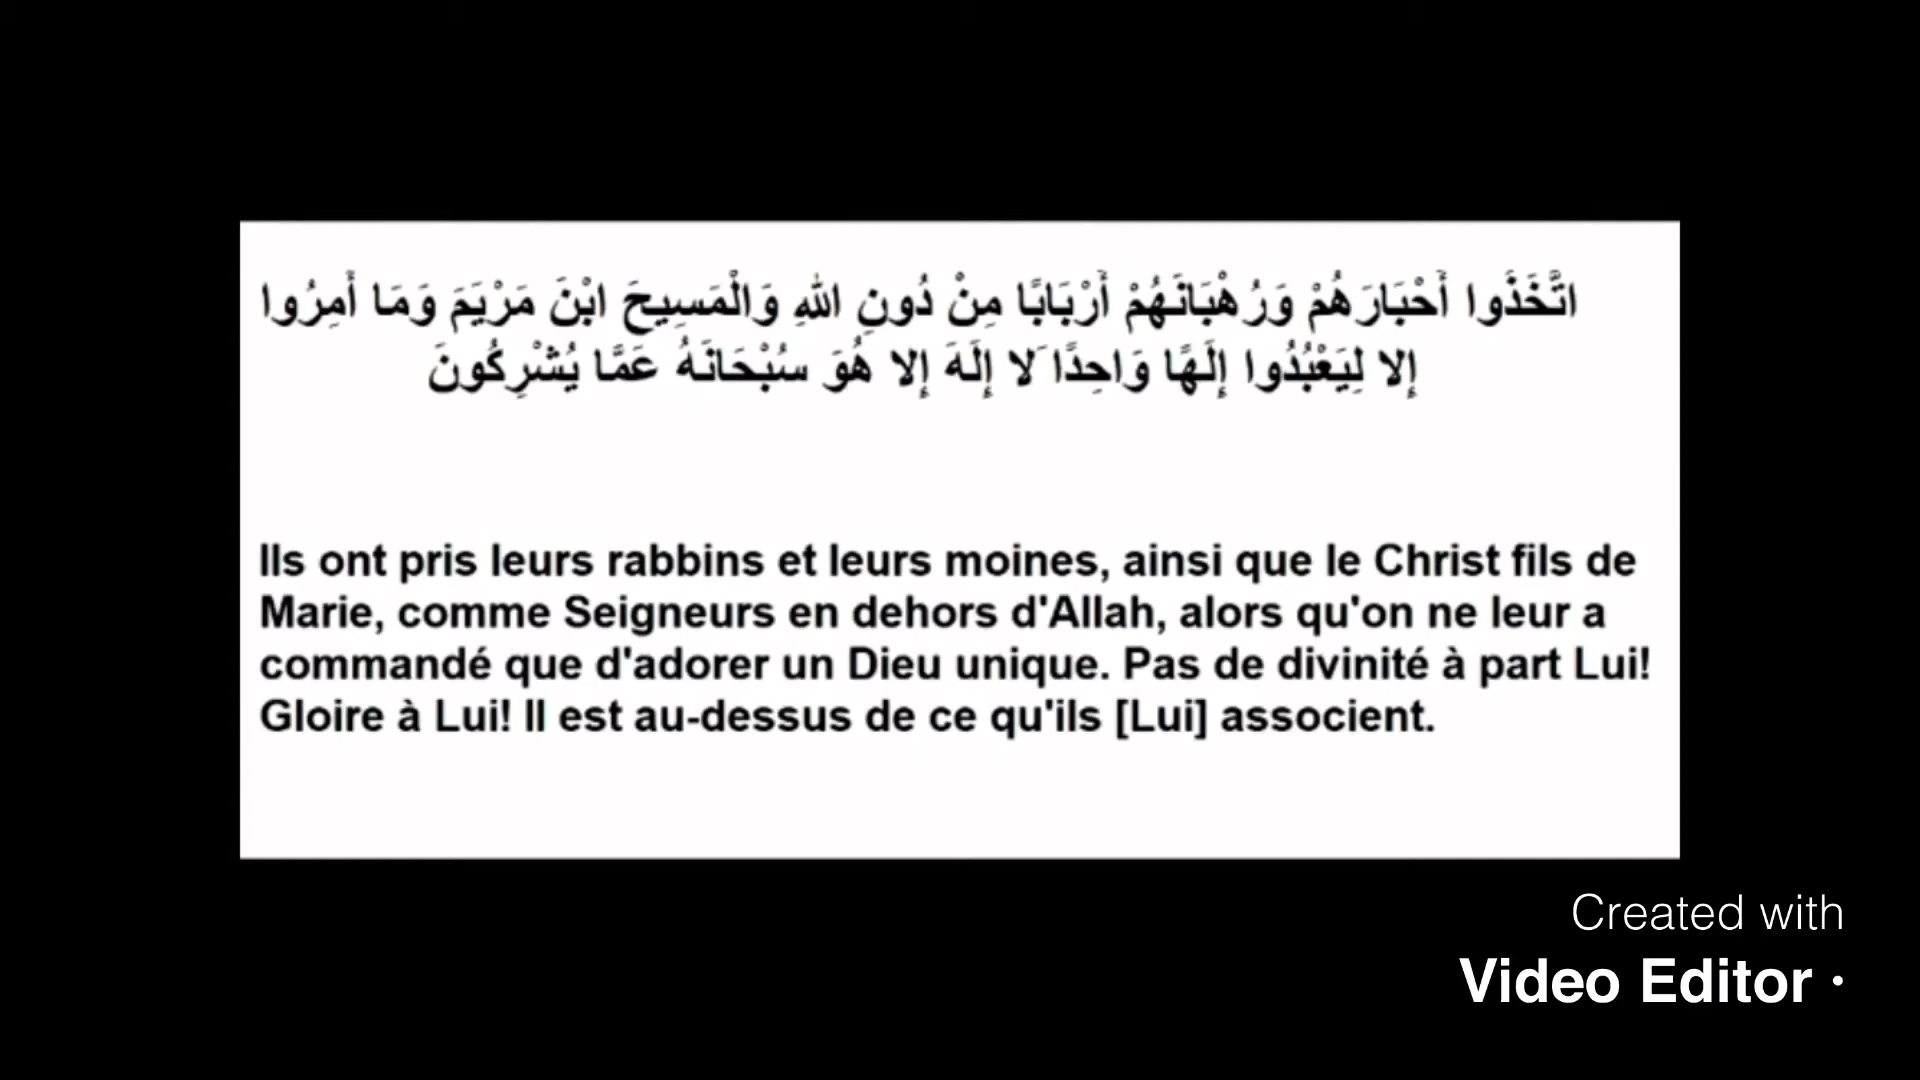 اتَّخَذُوا أَحْبَارَهُمْ وَرُهْبَانَهُمْ أَرْبَابًا مِنْ دُونِ اللَّهِ وَالْمَسِيحَ ابْنَ مَرْيَمَ وَمَا أُمِرُوا
إِلا لِيَعْبُدُوا إِلَهًا وَاحِدًا لَا إِلَهَ إِلا هُوَ سُبْحَانَهُ عَمَّا يُشْرِكُونَ
Ils ont pris leurs rabbins et leurs moines, ainsi que le Christ fils de
Marie, comme Seigneurs en dehors d'Allah, alors qu'on ne leur a
commandé que d'adorer un Dieu unique. Pas de divinité à part Lui!
Gloire à Lui! Il est au-dessus de ce qu'ils [Lui] associent.
Created with
Video Editor ·